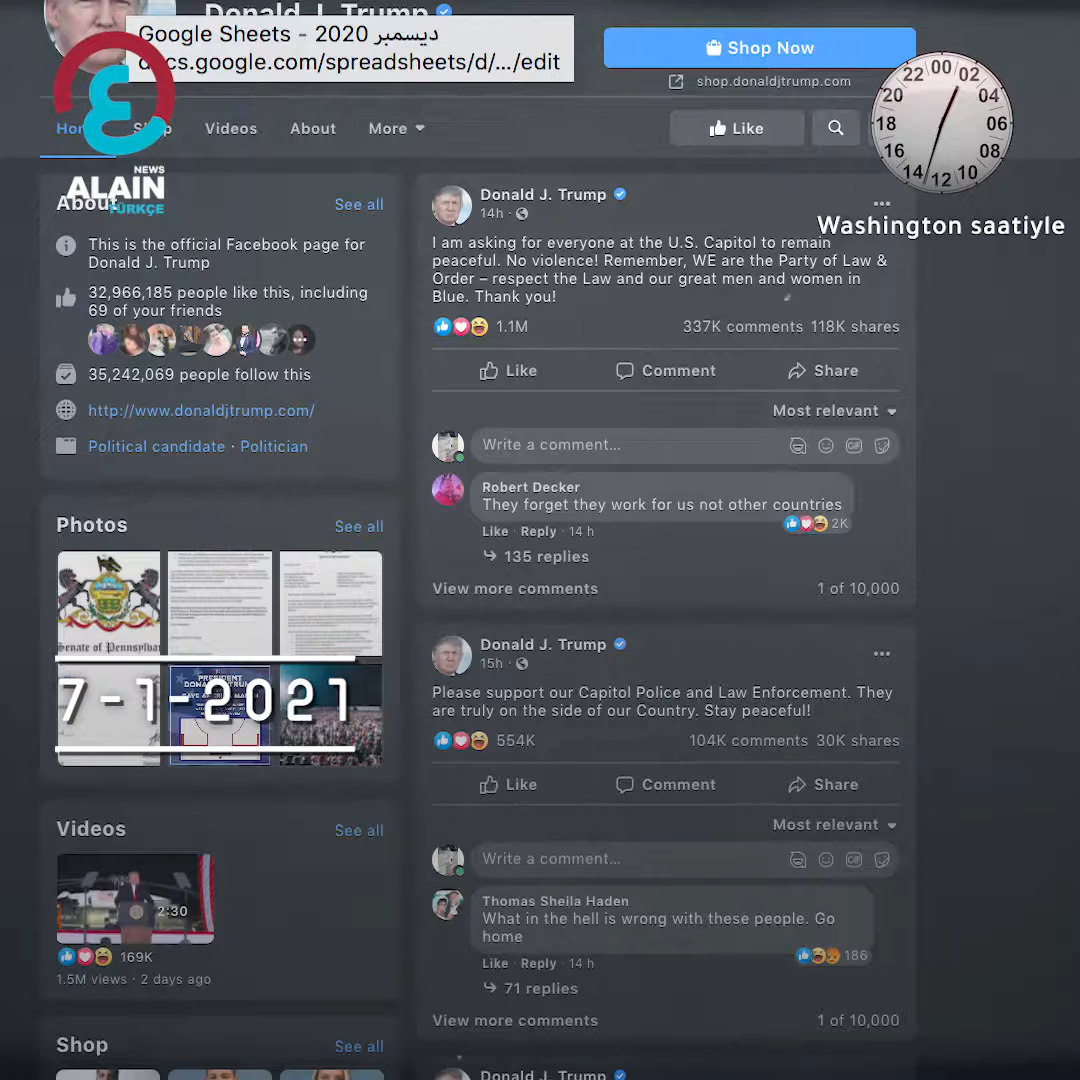 Donald J. Trump
Google Sheets - ديسمبر 2020
docs.google.com/spreadsheets/d/.../edit
Shop Now
shop.donaldjtrump.com
Home
Shop
Videos
About
More
Like
00
02
04
06
08
10
12
14
16
18
20
22
Washington saatiyle
ع
NEWS
ALAIN
TÜRKÇE
About
See all
This is the official Facebook page for
Donald J. Trump
32,966,185 people like this, including
69 of your friends
35,242,069 people follow this
http://www.donaldjtrump.com/
Political candidate · Politician
Photos
See all
Senate of Pennsylvan
PRESIDENT
7-1-2021
Videos
See all
2:30
169K
1.5M views · 2 days ago
Shop
See all
Donald J. Trump
14h ·
I am asking for everyone at the U.S. Capitol to remain
peaceful. No violence! Remember, WE are the Party of Law &
Order – respect the Law and our great men and women in
Blue. Thank you!
1.1M
337K comments 118K shares
Like
Comment
Share
Most relevant
Write a comment...
GIF
Robert Decker
They forget they work for us not other countries
2K
Like · Reply · 14 h
135 replies
View more comments
1 of 10,000
Donald J. Trump
15h ·
Please support our Capitol Police and Law Enforcement. They
are truly on the side of our Country. Stay peaceful!
554K
104K comments 30K shares
Like
Comment
Share
Most relevant
Write a comment...
GIF
Thomas Sheila Haden
What in the hell is wrong with these people. Go
home
186
Like · Reply · 14 h
71 replies
View more comments
1 of 10,000
Donald J. Trump